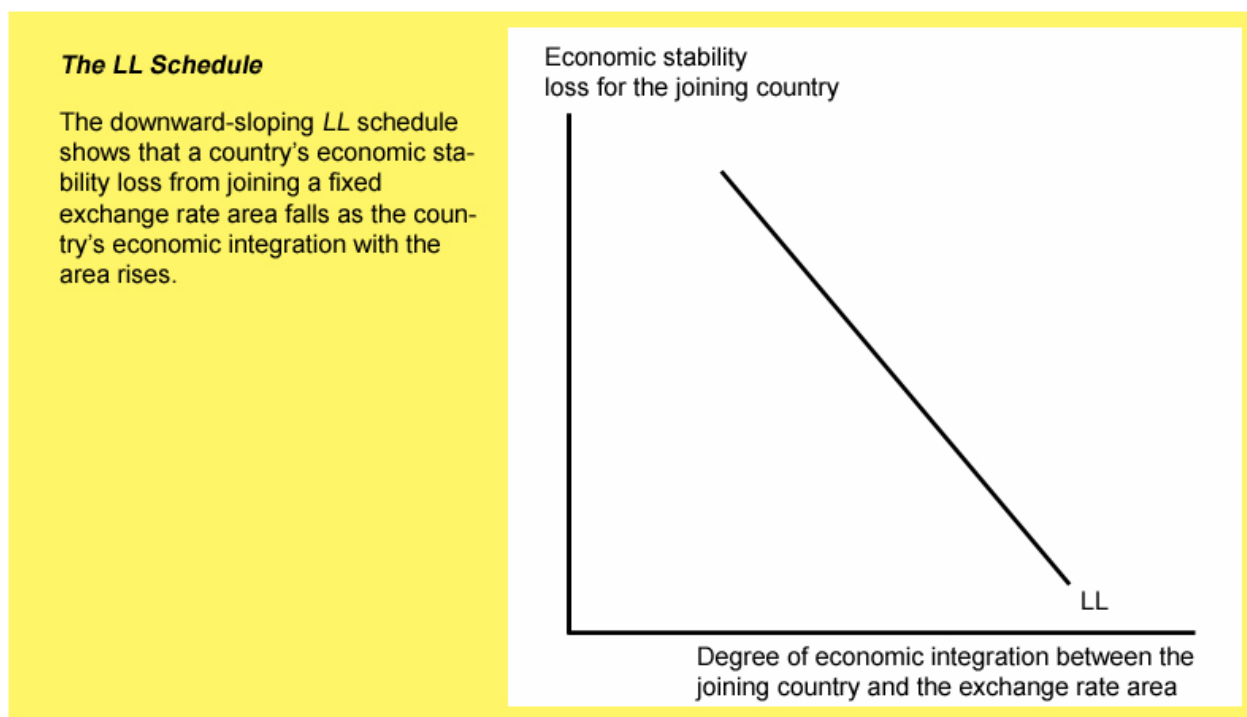 The LL Schedule
The downward-sloping LL schedule
shows that a country's economic sta-
bility loss from joining a fixed
exchange rate area falls as the coun-
try's economic integration with the
area rises.
Economic stability
loss for the joining country
LL
Degree of economic integration between the
joining country and the exchange rate area